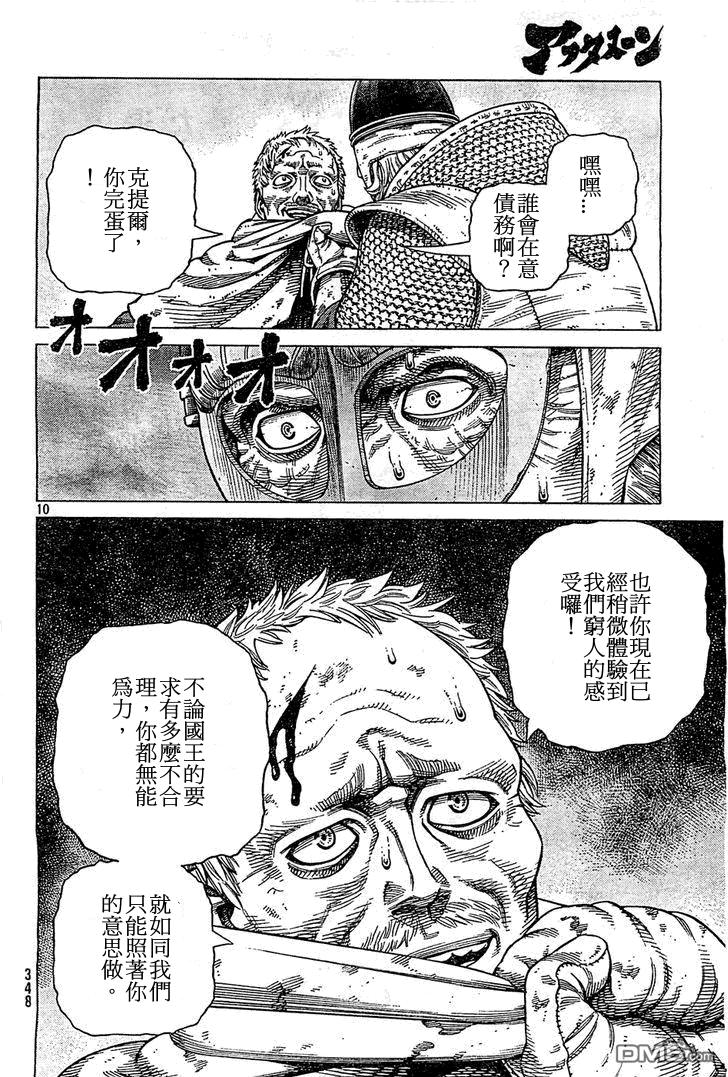 アフタヌーン
嘿嘿…
誰會在意
債務啊？
克提爾，
你完蛋了
！
オオオオ
10
也許你現在已
經稍微體驗到
我們窮人的感
受囉！
不論國王的要
求有多麼不合
理，你都無能
爲力，
就如同我們
只能照著你
的意思做。
348
DM5